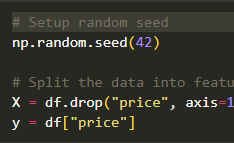 # Setup random seed
np.random.seed(42)
# Split the data into featu
X = df.drop("price", axis=1
y = df["price"]